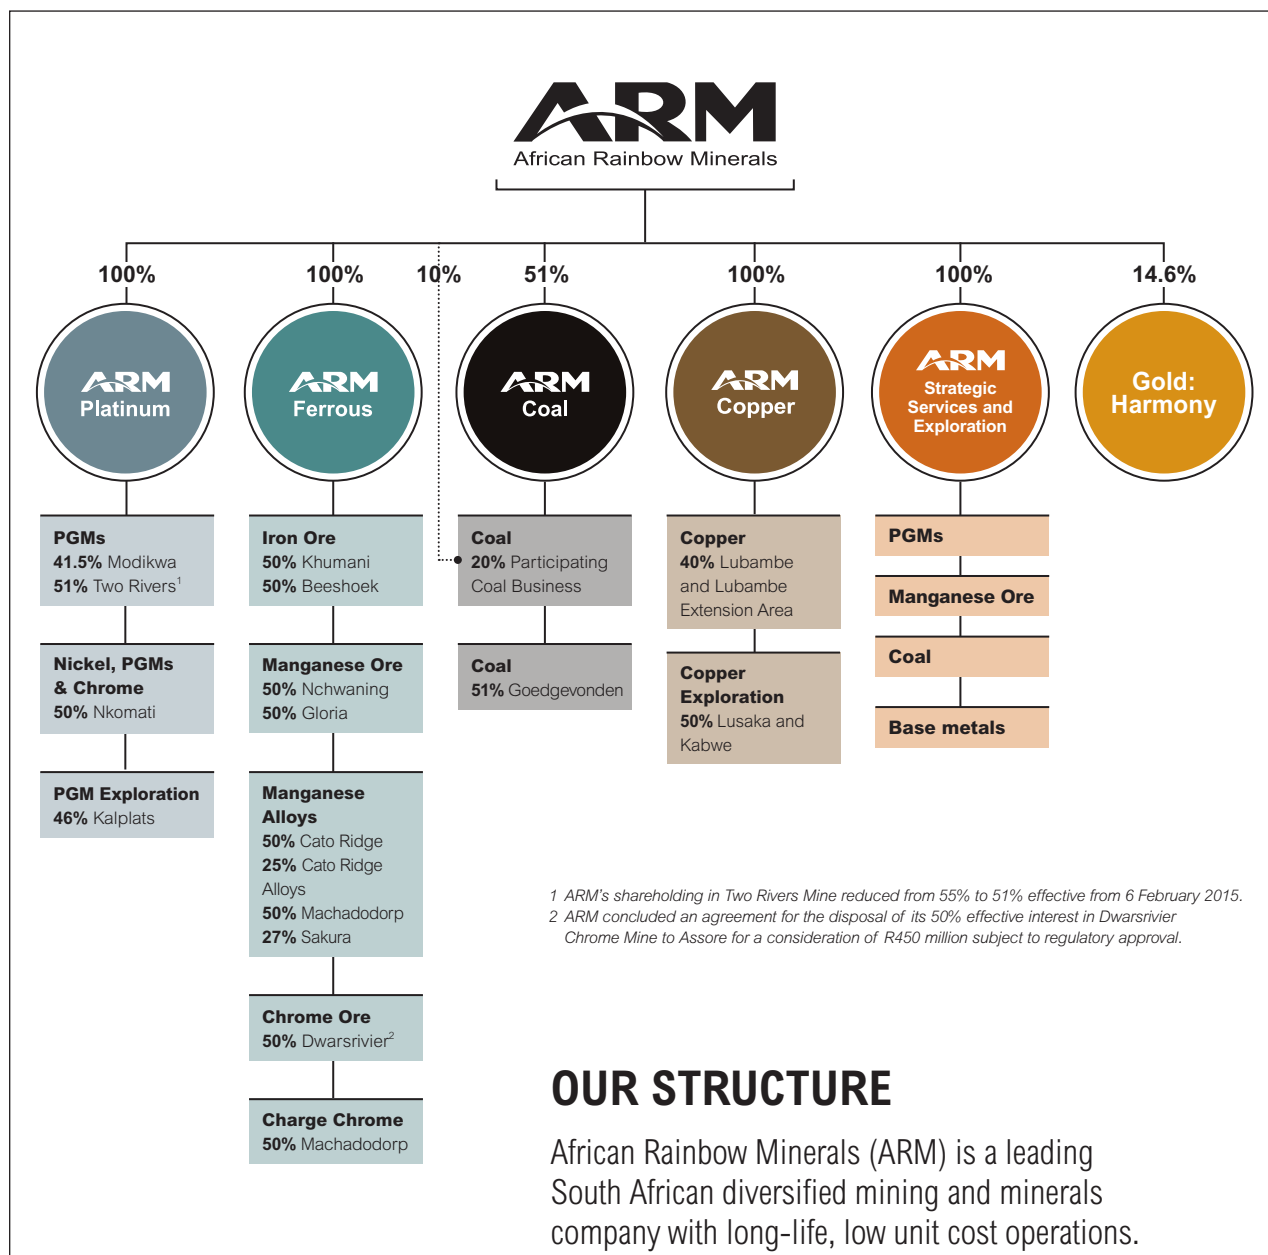 ARM
African Rainbow Minerals
100%
100%
10%
51%
100%
100%
14.6%
ARM
Platinum
ARM
Ferrous
ARM
Coal
ARM
Copper
ARM
Strategic
Services and
Exploration
Gold:
Harmony
PGMs
41.5% Modikwa
51% Two Rivers1
Nickel, PGMs
& Chrome
50% Nkomati
PGM Exploration
46% Kalplats
Iron Ore
50% Khumani
50% Beeshoek
Manganese Ore
50% Nchwaning
50% Gloria
Manganese
Alloys
50% Cato Ridge
25% Cato Ridge
Alloys
50% Machadodorp
27% Sakura
Chrome Ore
50% Dwarsrivier2
Charge Chrome
50% Machadodorp
Coal
20% Participating
Coal Business
Coal
51% Goedgevonden
Copper
40% Lubambe
and Lubambe
Extension Area
Copper
Exploration
50% Lusaka and
Kabwe
PGMs
Manganese Ore
Coal
Base metals
1 ARM's shareholding in Two Rivers Mine reduced from 55% to 51% effective from 6 February 2015.
2 ARM concluded an agreement for the disposal of its 50% effective interest in Dwarsrivier
Chrome Mine to Assore for a consideration of R450 million subject to regulatory approval.
OUR STRUCTURE
African Rainbow Minerals (ARM) is a leading
South African diversified mining and minerals
company with long-life, low unit cost operations.